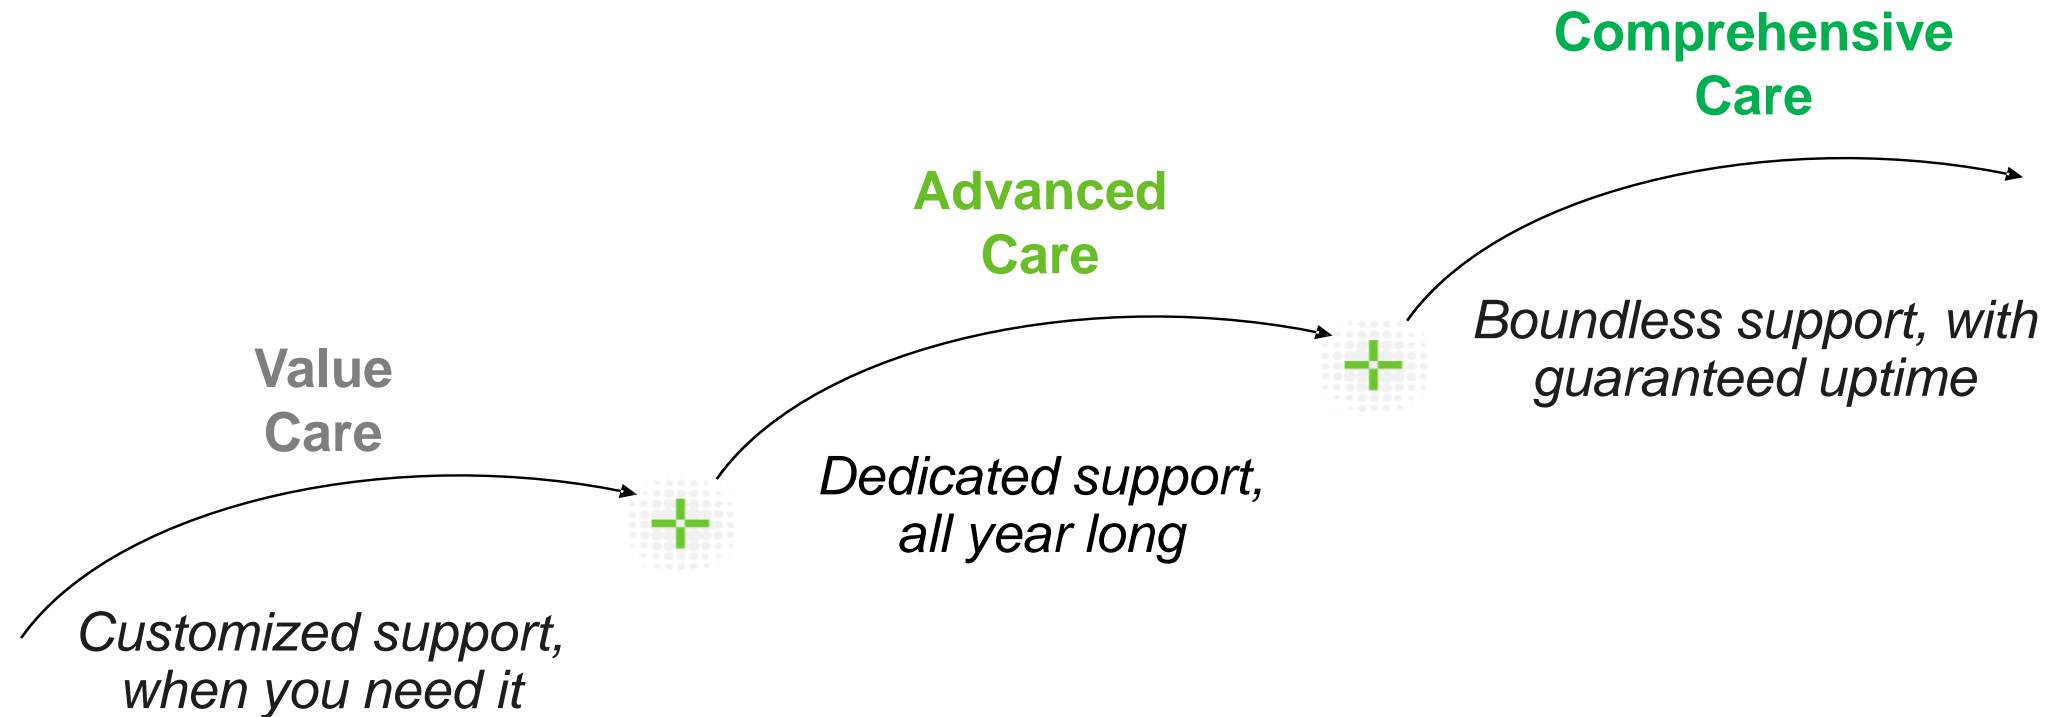 Value
Care
Customized support,
when you need it
Advanced
Care
Dedicated support,
all year long
Comprehensive
Care
Boundless support, with
guaranteed uptime